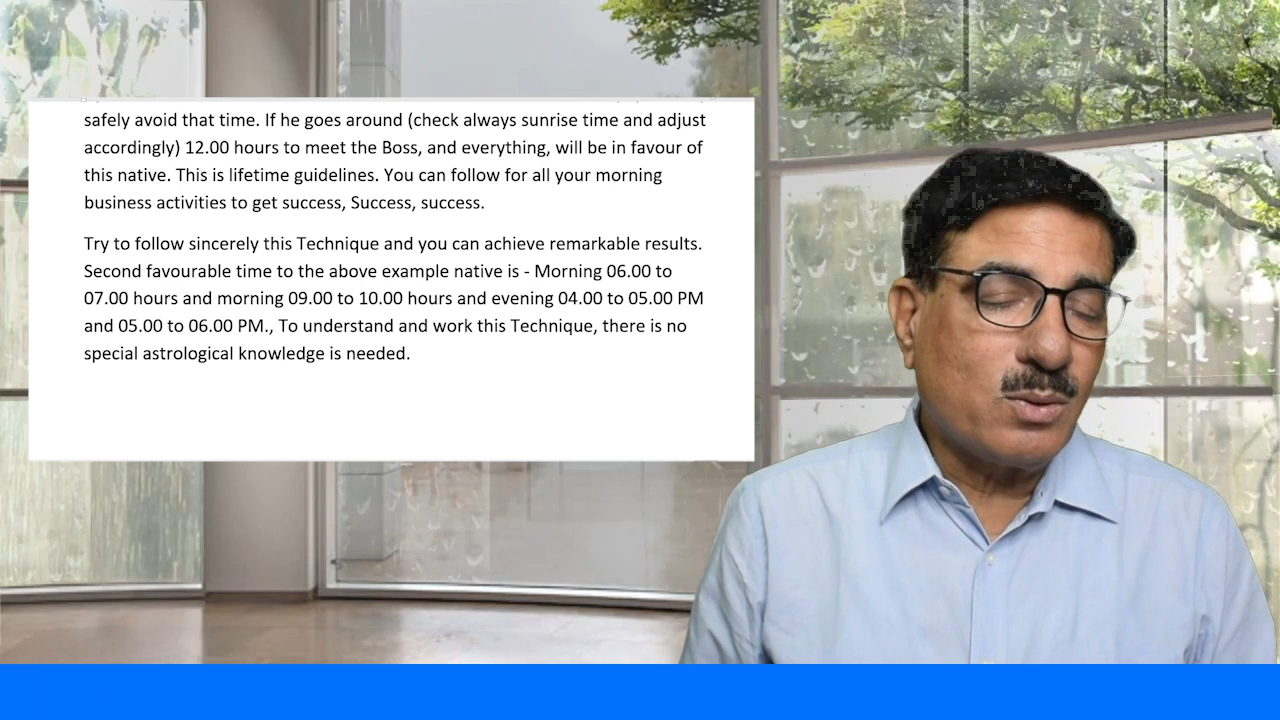 safely avoid that time. If he goes around (check always sunrise time and adjust
accordingly) 12.00 hours to meet the Boss, and everything, will be in favour of
this native. This is lifetime guidelines. You can follow for all your morning
business activities to get success, Success, success.
Try to follow sincerely this Technique and you can achieve remarkable results.
Second favourable time to the above example native is - Morning 06.00 to
07.00 hours and morning 09.00 to 10.00 hours and evening 04.00 to 05.00 PM
and 05.00 to 06.00 PM., To understand and work this Technique, there is no
special astrological knowledge is needed.